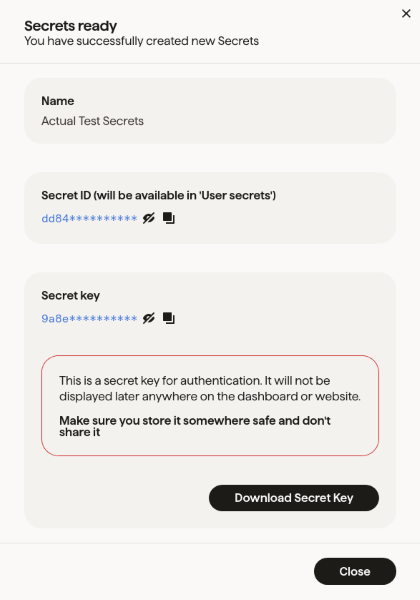 Secrets ready
You have successfully created new Secrets
Name
Actual Test Secrets
Secret ID (will be available in 'User secrets')
dd84**********
Secret key
9a8e**********
This is a secret key for authentication. It will not be
displayed later anywhere on the dashboard or website.
Make sure you store it somewhere safe and don't
share it
Download Secret Key
Close